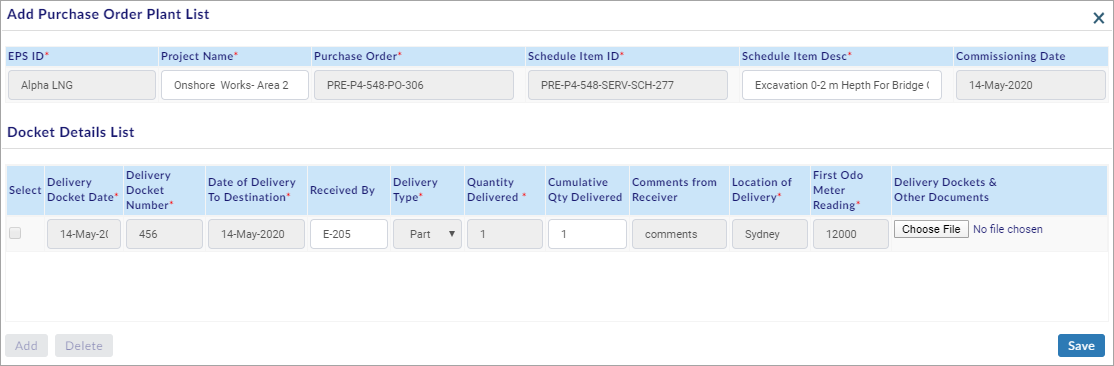 Add Purchase Order Plant List
EPS ID* Project Name* Purchase Order* Schedule Item ID* Schedule Item Desc* Commissioning Date
Alpha LNG Onshore Works- Area 2 PRE-P4-548-PO-306 PRE-P4-548-SERV-SCH-277 Excavation 0-2 m Hepth For Bridge 14-May-2020
Docket Details List
Select Delivery Docket Date* Delivery Docket Number* Date of Delivery To Destination* Received By Delivery Type* Quantity Delivered * Cumulative Qty Delivered Comments from Receiver Location of Delivery* First Odo Meter Reading* Delivery Dockets & Other Documents
14-May-20 456 14-May-2020 E-205 Part 1 1 comments Sydney 12000 Choose File No file chosen
Add Delete Save